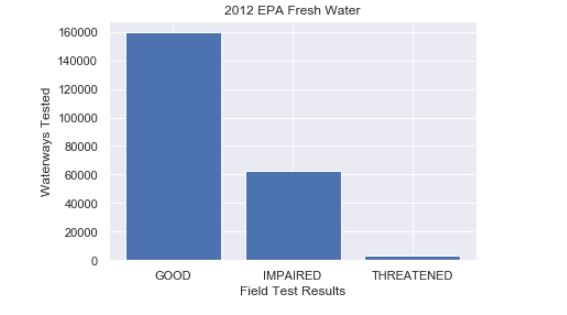 2012 EPA Fresh Water
160000
140000
120000
100000
80000
60000
40000
20000
0
Waterways Tested
GOOD IMPAIRED THREATENED
Field Test Results